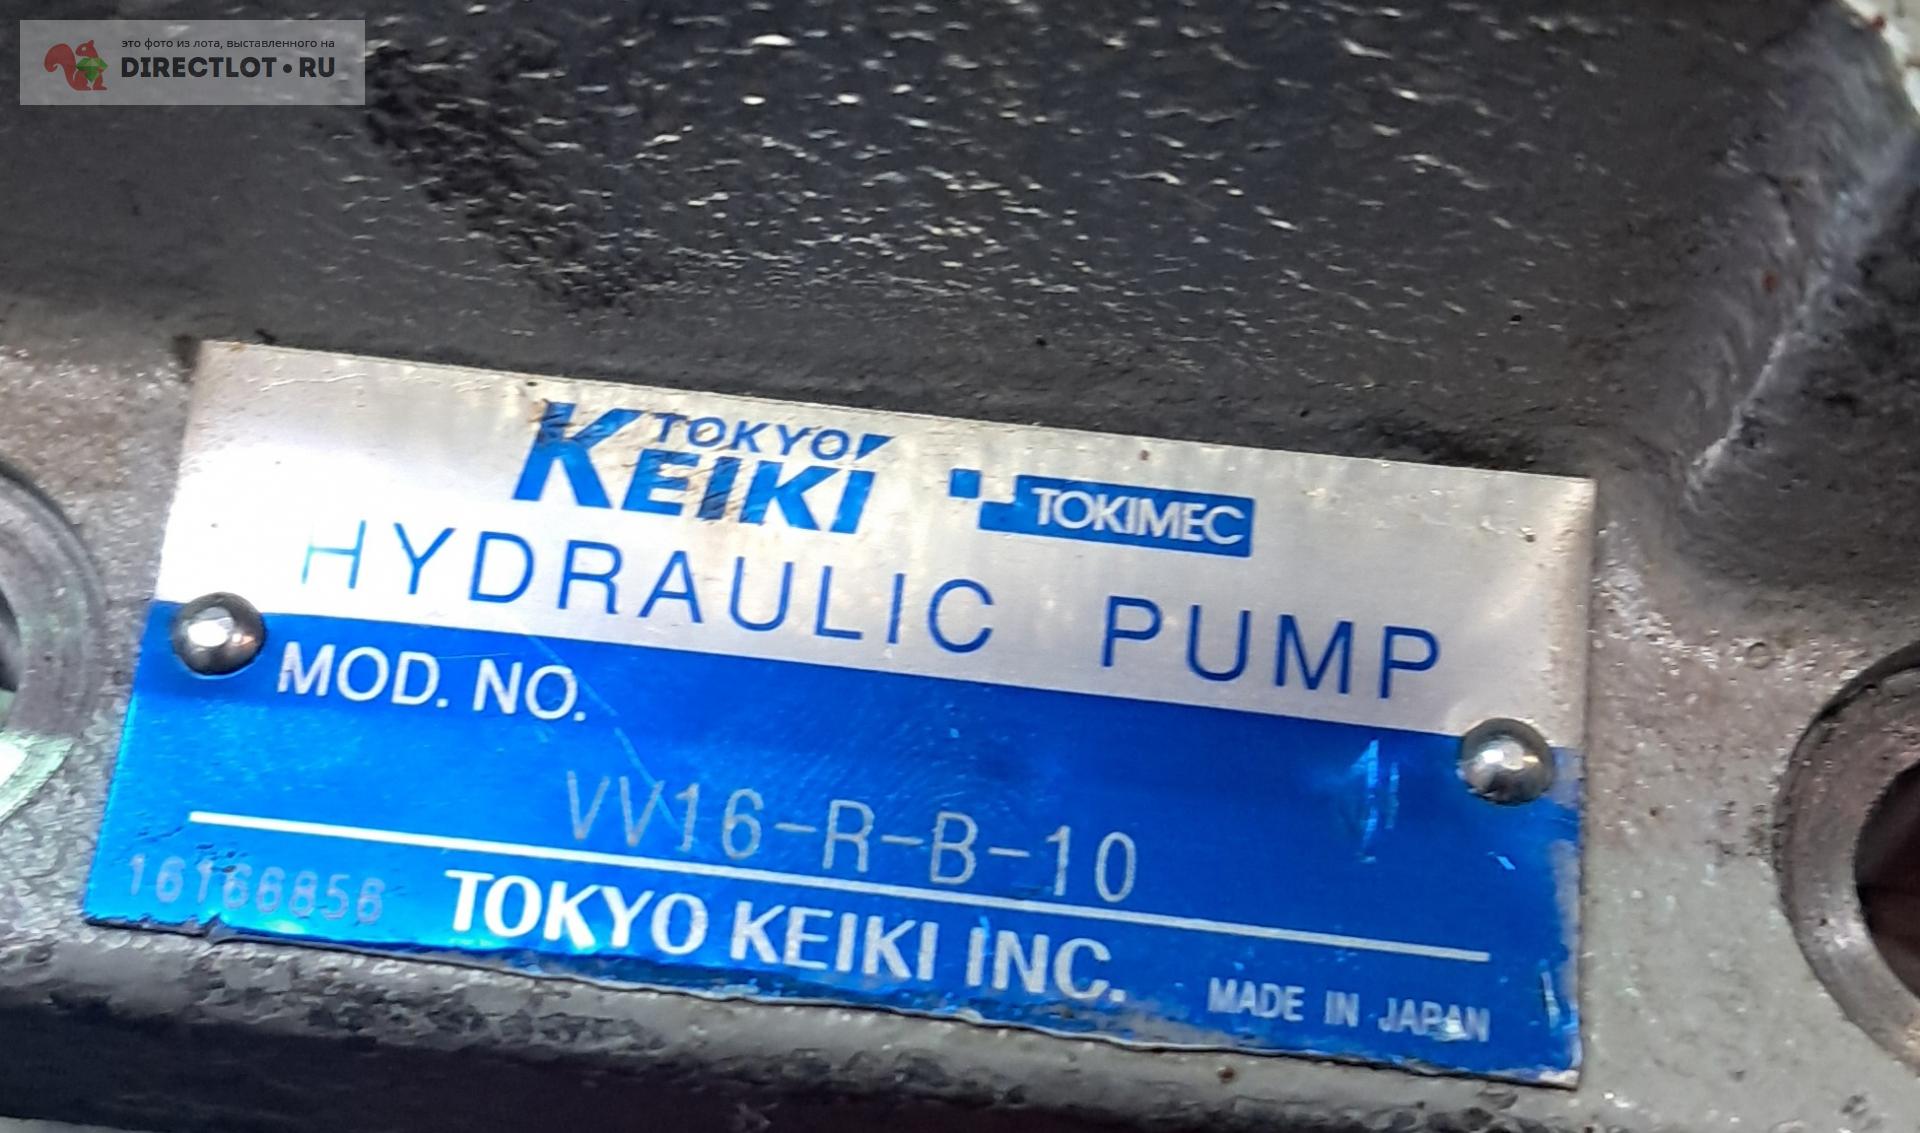 это фото из лота, выставленного на
DIRECTLOT•RU
TOKYO
KEIKI
TOKIMEC
HYDRAULIC PUMP
MOD. NO.
VV16-R-B-10
16166856
TOKYO KEIKI INC.
MADE IN JAPAN